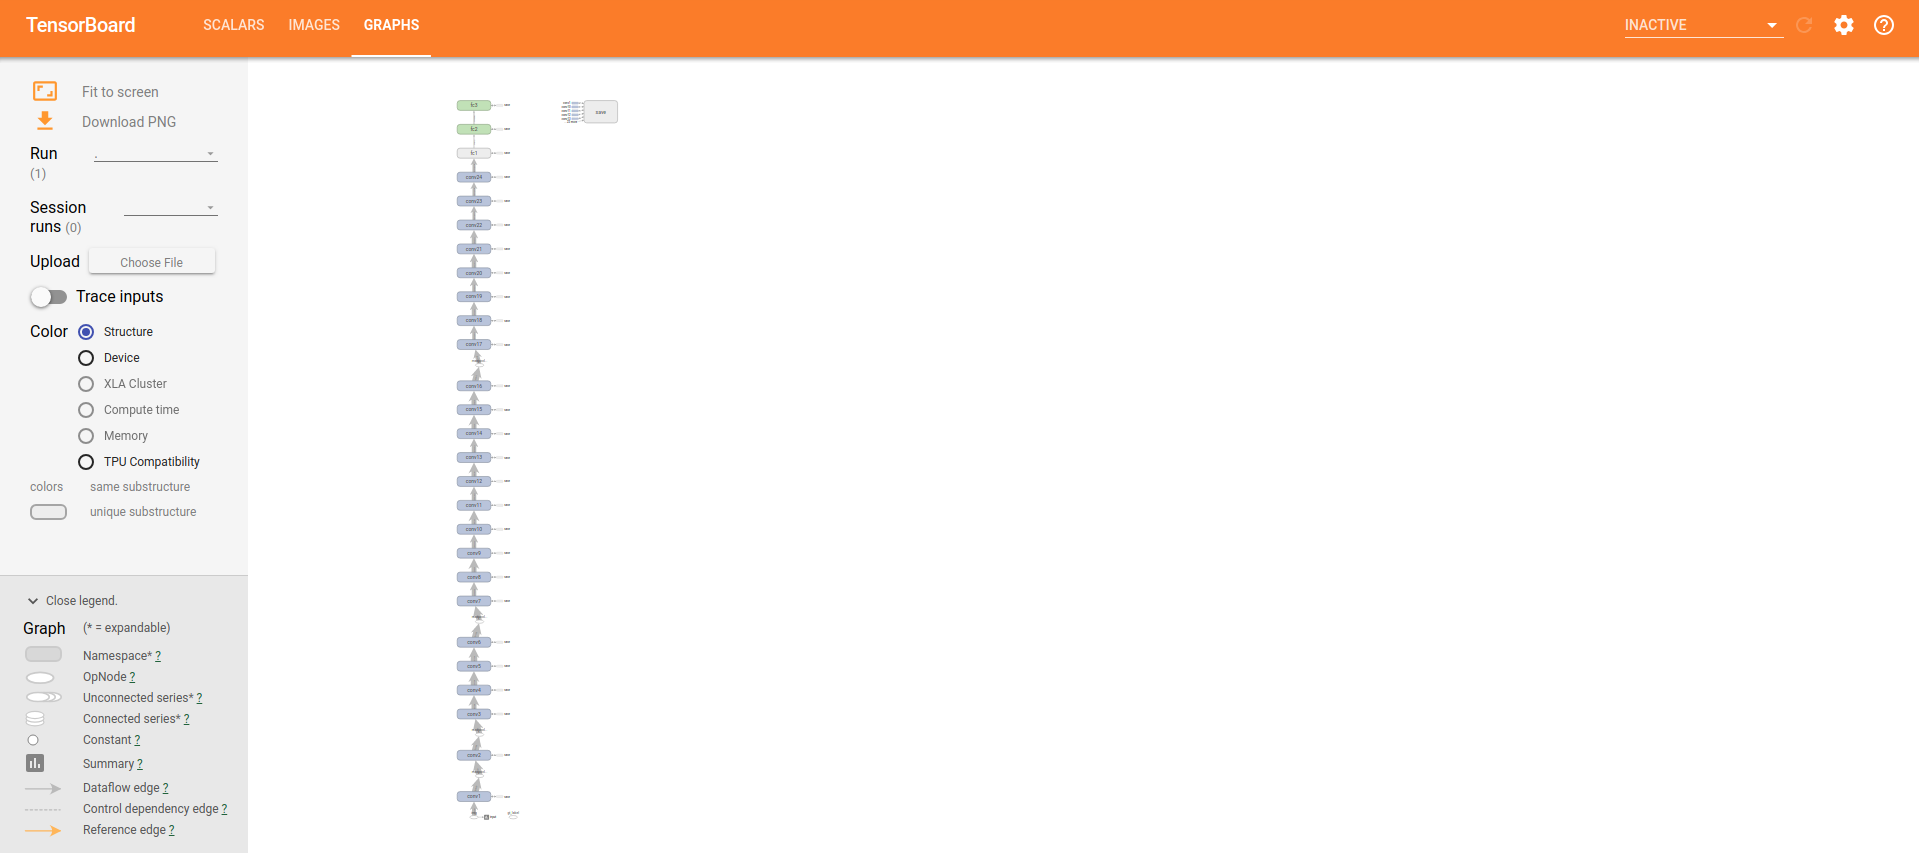 TensorBoard
SCALARS
IMAGES
GRAPHS
INACTIVE
Fit to screen
Download PNG
Run
(1)
.
Session
runs (0)
Upload
Choose File
Trace inputs
Color
Structure
Device
XLA Cluster
Compute time
Memory
TPU Compatibility
colors
same substructure
unique substructure
Close legend.
Graph
(* = expandable)
Namespace* ?
OpNode ?
Unconnected series* ?
Connected series* ?
Constant ?
Summary ?
Dataflow edge ?
Control dependency edge ?
Reference edge ?
fc3
fc2
fc1
conv24
conv23
conv22
conv21
conv20
conv19
conv18
conv17
conv16
conv15
conv14
conv13
conv12
conv11
conv10
conv9
conv8
conv7
conv6
conv5
conv4
conv3
conv2
conv1
save